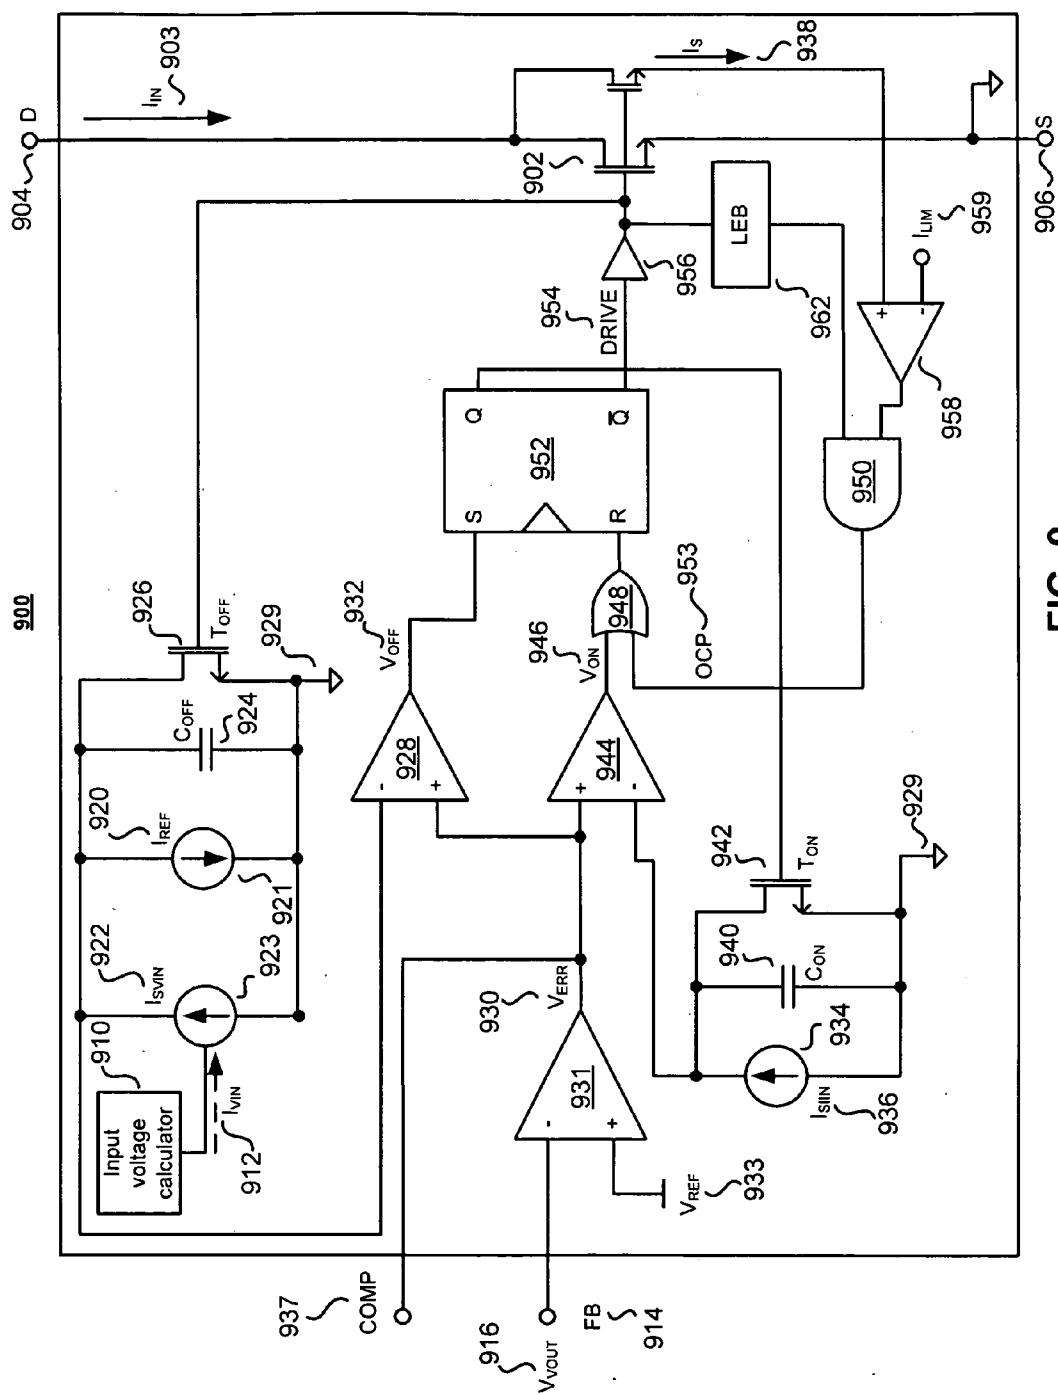 900
910
Input
voltage
calculator
912
I_VIN
922
I_SVIN
923
920
I_REF
921
C_OFF
924
926
T_OFF
929
904
D
I_IN
903
937
COMP
928
-
+
V_OFF
932
916
V_VOUT
FB
914
931
-
+
V_REF
933
930
V_ERR
944
+
-
946
V_ON
948
OCP
953
S
R
Q
Q̅
952
954
DRIVE
956
902
I_S
938
LEB
962
I_LIM
959
+
-
958
950
906
S
I_SIIN
936
934
940
C_ON
942
T_ON
929
FIG.